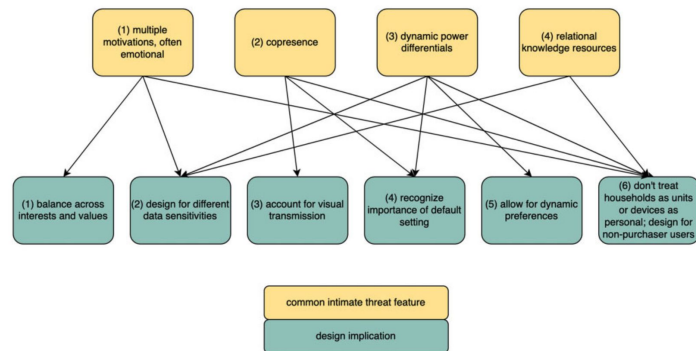 (1) multiple
motivations, often
emotional
(2) copresence
(3) dynamic power
differentials
(4) relational
knowledge resources
(1) balance across
interests and values
(2) design for different
data sensitivities
(3) account for visual
transmission
(4) recognize
importance of default
setting
(5) allow for dynamic
preferences
(6) don't treat
households as units
or devices as
personal; design for
non-purchaser users
common intimate threat feature
design implication